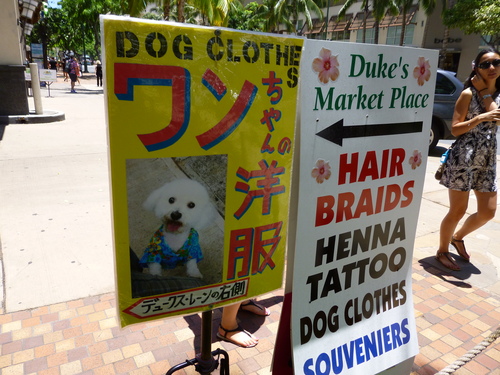 DOG CLOTHES
ワンちゃんの
洋服
デュークス・レーンの右側
Duke's
Market Place
HAIR
BRAIDS
HENNA
TATTOO
DOG CLOTHES
SOUVENIERS